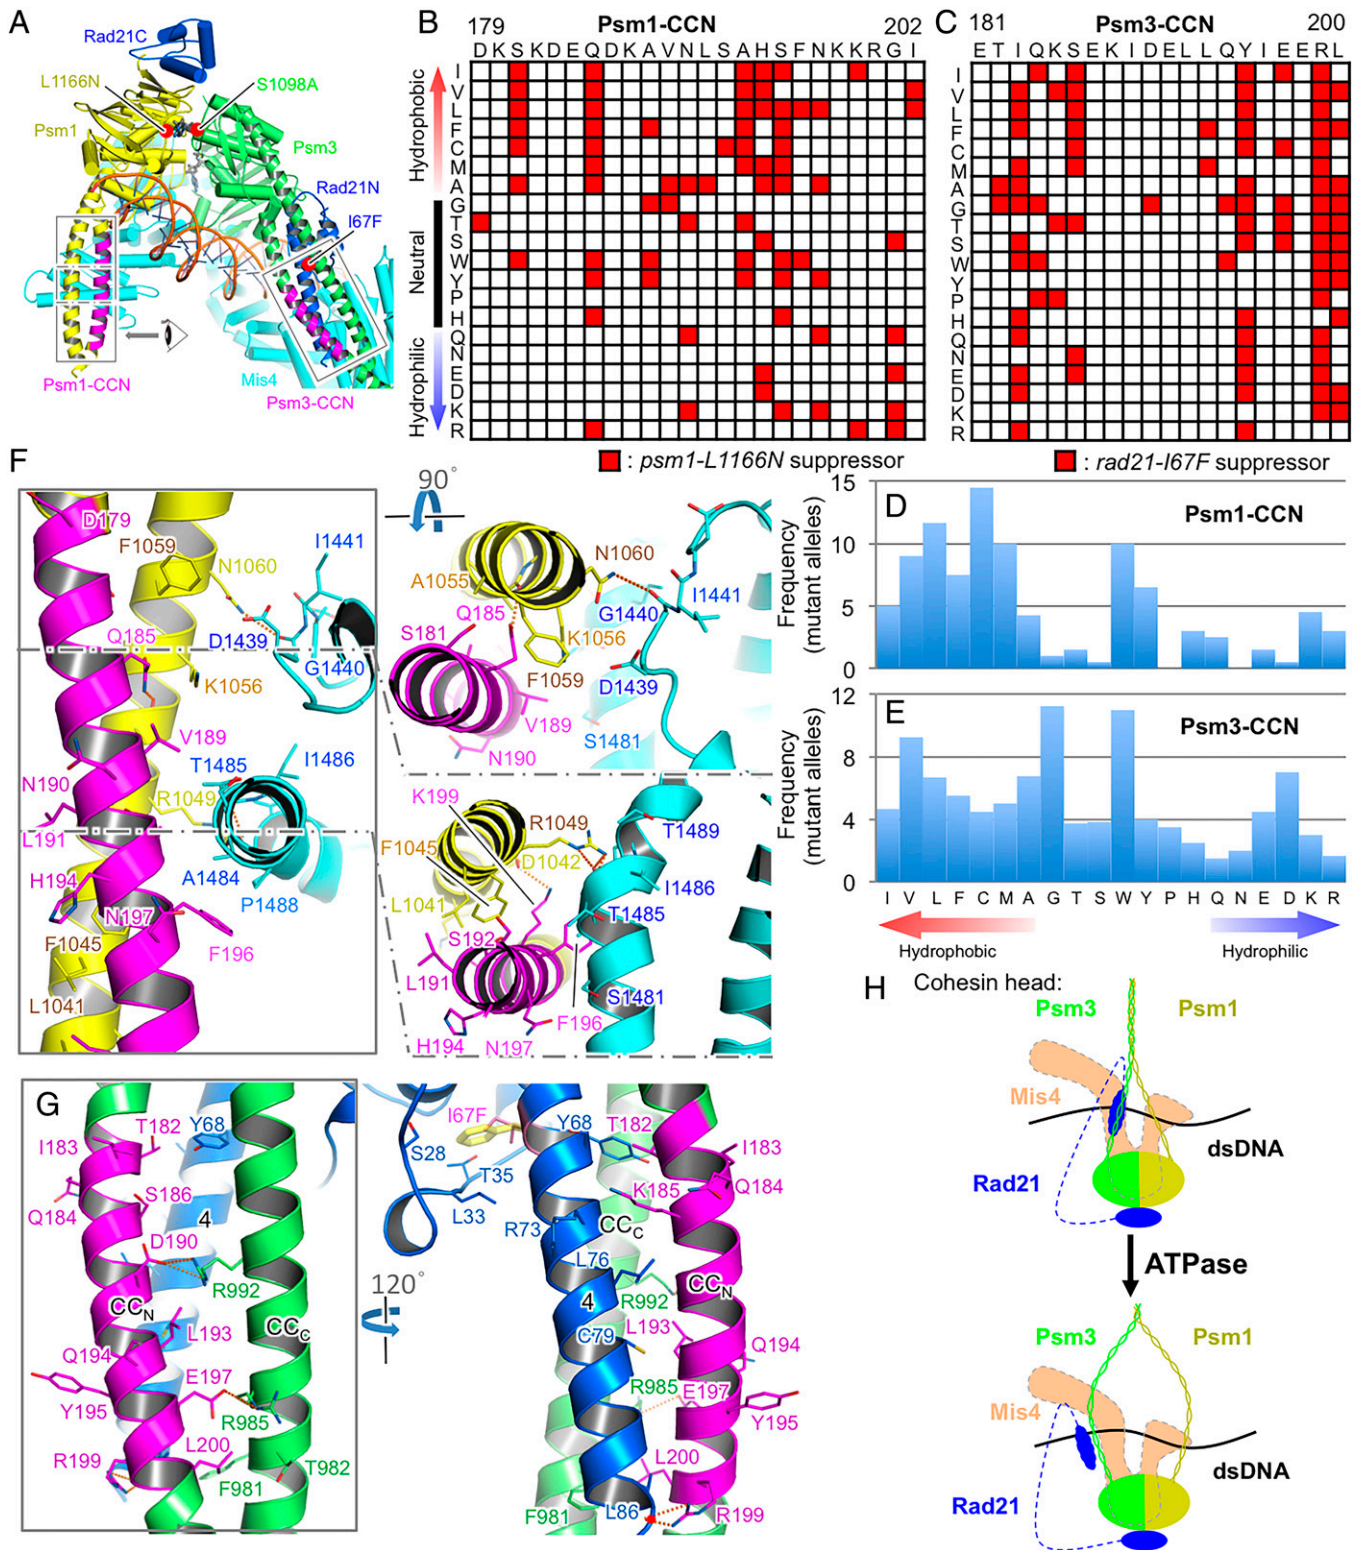 A
Rad21C
L1166N
S1098A
Psm1
Psm3
Rad21N
I67F
Mis4
Psm1-CCN
Psm3-CCN
B
179 Psm1-CCN 202
D K S K D E Q D K A V N L S A H S F N K K R G I
Hydrophobic
Neutral
Hydrophilic
I
V
L
F
C
M
A
G
T
S
W
Y
P
H
Q
N
E
D
K
R
: psm1-L1166N suppressor
C
181 Psm3-CCN 200
E T I Q K S E K I D E L L Q Y I E E R L
I
V
L
F
C
M
A
G
T
S
W
Y
P
H
Q
N
E
D
K
R
: rad21-I67F suppressor
D
Psm1-CCN
Frequency
(mutant alleles)
15
10
5
0
E
Psm3-CCN
Frequency
(mutant alleles)
12
8
4
0
I V L F C M A G T S W Y P H Q N E D K R
Hydrophobic
Hydrophilic
F
90°
D179
F1059
N1060
I1441
Q185
D1439
G1440
K1056
V189
T1485
I1486
N190
R1049
L191
A1484
H194
P1488
N197
F1045
F196
L1041
N1060
A1055
I1441
Q185
G1440
S181
K1056
F1059
D1439
V189
N190
S1481
K199
R1049
T1489
F1045
D1042
I1486
L1041
T1485
S192
L191
S1481
F196
H194
N197
G
120°
T182
Y68
I183
S186
Q184
4
D190
R992
CCN
L193
CCC
Q194
E197
Y195
R985
L200
R199
T982
F981
I67F
Y68
T182
S28
I183
T35
Q184
K185
L33
R73
CCC
L76
CCN
R992
4
L193
C79
Q194
R985
E197
Y195
L200
F981
L86
R199
H
Cohesin head:
Psm3
Psm1
Mis4
dsDNA
Rad21
ATPase
Psm3
Psm1
Mis4
dsDNA
Rad21